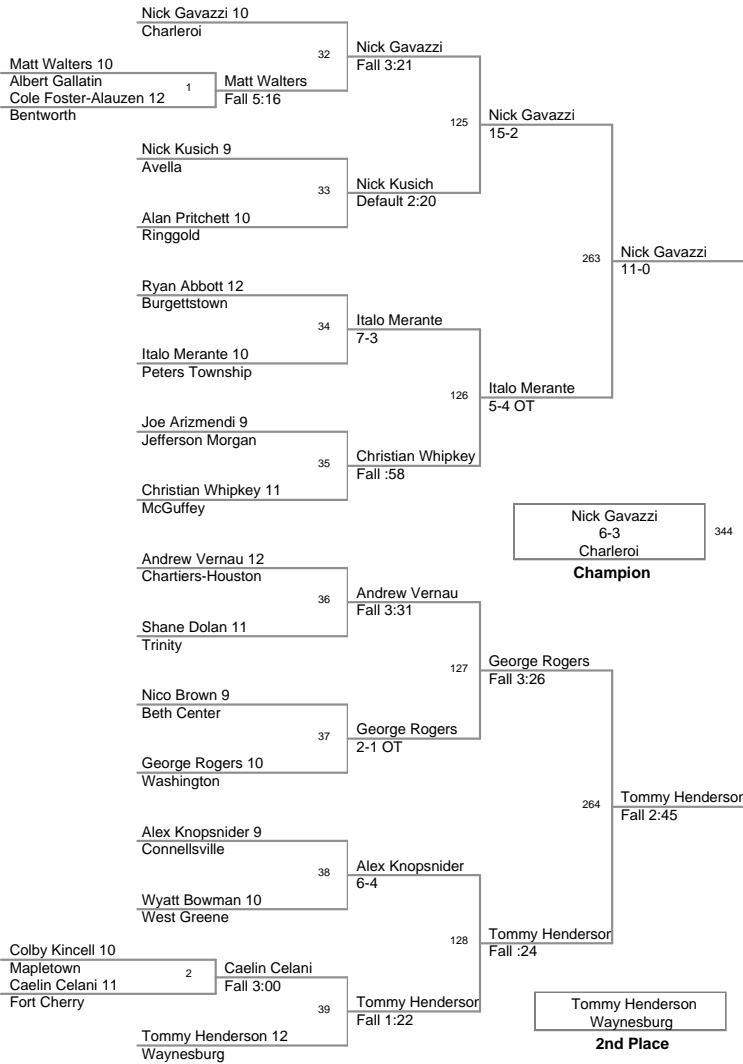 Nick Gavazzi 10
Charleroi
32
Nick Gavazzi
Fall 3:21
Matt Walters 10
Albert Gallatin
1
Matt Walters
Fall 5:16
Cole Foster-Alauzen 12
Bentworth
125
Nick Gavazzi
15-2
Nick Kusich 9
Avella
33
Nick Kusich
Default 2:20
Alan Pritchett 10
Ringgold
263
Nick Gavazzi
11-0
Ryan Abbott 12
Burgettstown
34
Italo Merante
7-3
Italo Merante 10
Peters Township
126
Italo Merante
5-4 OT
Joe Arizmendi 9
Jefferson Morgan
35
Christian Whipkey
Fall :58
Christian Whipkey 11
McGuffey
Nick Gavazzi
6-3
Charleroi
344
Champion
Andrew Vernau 12
Chartiers-Houston
36
Andrew Vernau
Fall 3:31
Shane Dolan 11
Trinity
127
George Rogers
Fall 3:26
Nico Brown 9
Beth Center
37
George Rogers
2-1 OT
George Rogers 10
Washington
264
Tommy Henderson
Fall 2:45
Alex Knopsnider 9
Connellsville
38
Alex Knopsnider
6-4
Wyatt Bowman 10
West Greene
128
Tommy Henderson
Fall :24
Colby Kincell 10
Mapletown
2
Caelin Celani
Fall 3:00
Caelin Celani 11
Fort Cherry
39
Tommy Henderson
Fall 1:22
Tommy Henderson 12
Waynesburg
Tommy Henderson
Waynesburg
2nd Place